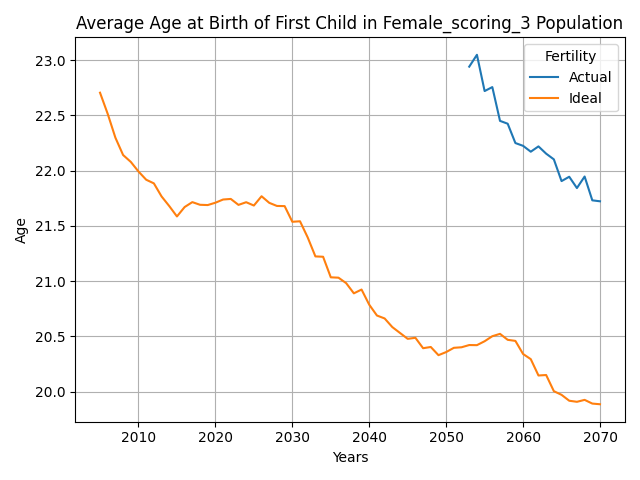 Average Age at Birth of First Child in Female_scoring_3 Population
Fertility
Actual
Ideal
Age
23.0
22.5
22.0
21.5
21.0
20.5
20.0
2010 2020 2030 2040 2050 2060 2070
Years